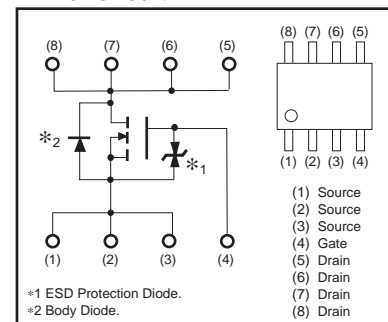 (8) (7) (6) (5)
∗2
∗1
(1) (2) (3) (4)
∗1 ESD Protection Diode.
∗2 Body Diode.
(8) (7) (6) (5)
(1) (2) (3) (4)
(1) Source
(2) Source
(3) Source
(4) Gate
(5) Drain
(6) Drain
(7) Drain
(8) Drain